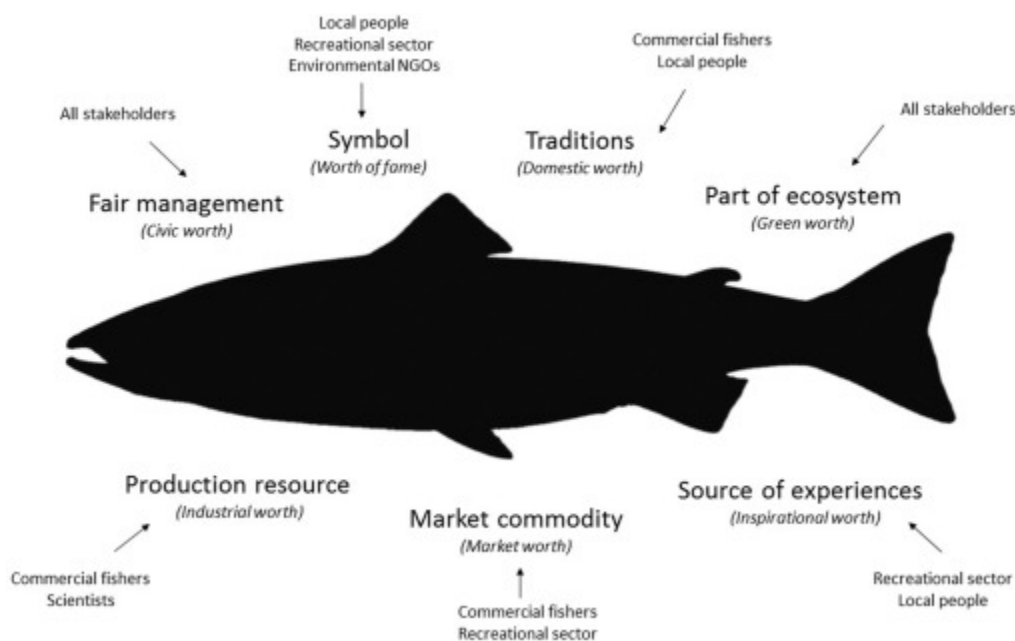 Local people
Recreational sector
Environmental NGOs
Commercial fishers
Local people
All stakeholders
All stakeholders
Symbol
(Worth of fame)
Traditions
(Domestic worth)
Fair management
(Civic worth)
Part of ecosystem
(Green worth)
Production resource
(Industrial worth)
Market commodity
(Market worth)
Source of experiences
(Inspirational worth)
Commercial fishers
Scientists
Commercial fishers
Recreational sector
Recreational sector
Local people